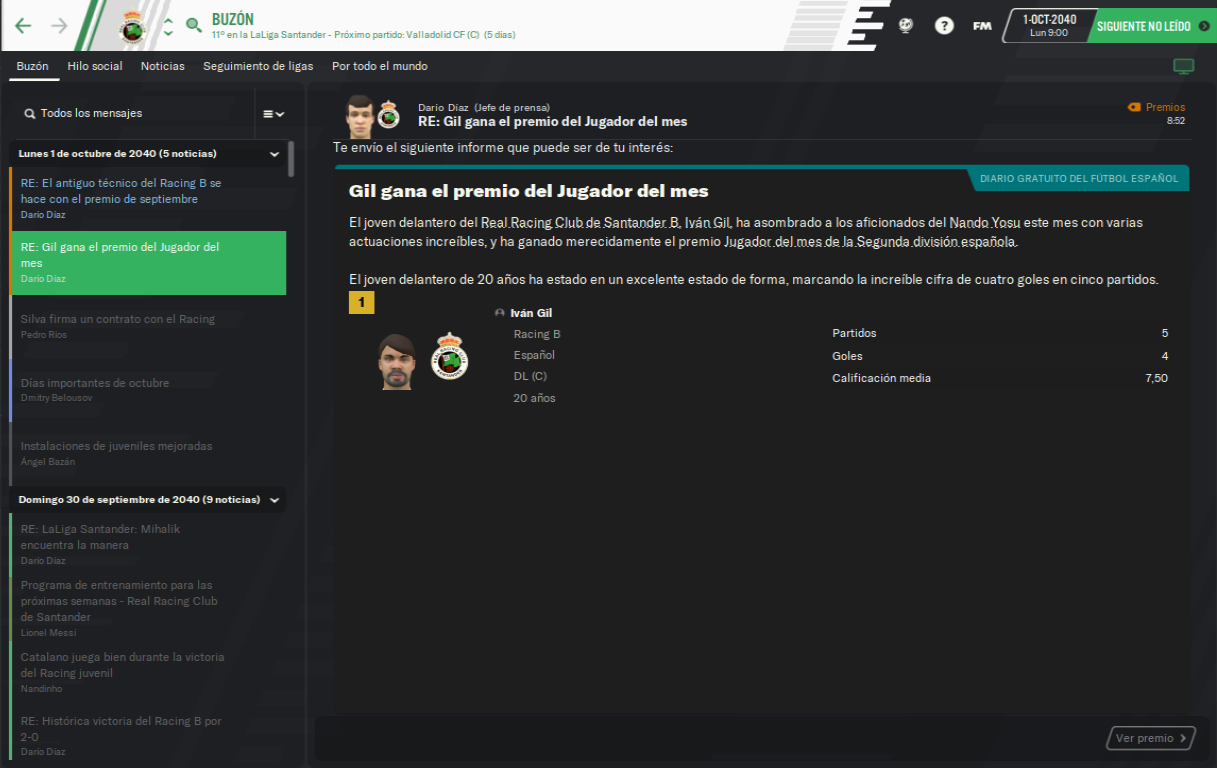 BUZÓN
11º en la LaLiga Santander - Próximo partido: Valladolid CF (C) (5 días)
?
FM
1-OCT-2040
Lun 9:00
SIGUIENTE NO LEÍDO
Buzón
Hilo social
Noticias
Seguimiento de ligas
Por todo el mundo
Todos los mensajes
Lunes 1 de octubre de 2040 (5 noticias)
RE: El antiguo técnico del Racing B se
hace con el premio de septiembre
Darío Díaz
RE: Gil gana el premio del Jugador del
mes
Darío Díaz
Silva firma un contrato con el Racing
Pedro Ríos
Días importantes de octubre
Dmitry Belousov
Instalaciones de juveniles mejoradas
Ángel Bazán
Domingo 30 de septiembre de 2040 (9 noticias)
RE: LaLiga Santander: Mihalik
encuentra la manera
Darío Díaz
Programa de entrenamiento para las
próximas semanas - Real Racing Club
de Santander
Lionel Messi
Catalano juega bien durante la victoria
del Racing juvenil
Nandinho
RE: Histórica victoria del Racing B por
2-0
Darío Díaz
Darío Díaz (Jefe de prensa)
RE: Gil gana el premio del Jugador del mes
Premios
8:52
Te envío el siguiente informe que puede ser de tu interés:
DIARIO GRATUITO DEL FÚTBOL ESPAÑOL
Gil gana el premio del Jugador del mes
El joven delantero del Real Racing Club de Santander B, Iván Gil, ha asombrado a los aficionados del Nando Yosu este mes con varias
actuaciones increíbles, y ha ganado merecidamente el premio Jugador del mes de la Segunda división española.
El joven delantero de 20 años ha estado en un excelente estado de forma, marcando la increíble cifra de cuatro goles en cinco partidos.
1
Iván Gil
Racing B
Español
DL (C)
20 años
Partidos 5
Goles 4
Calificación media 7,50
Ver premio